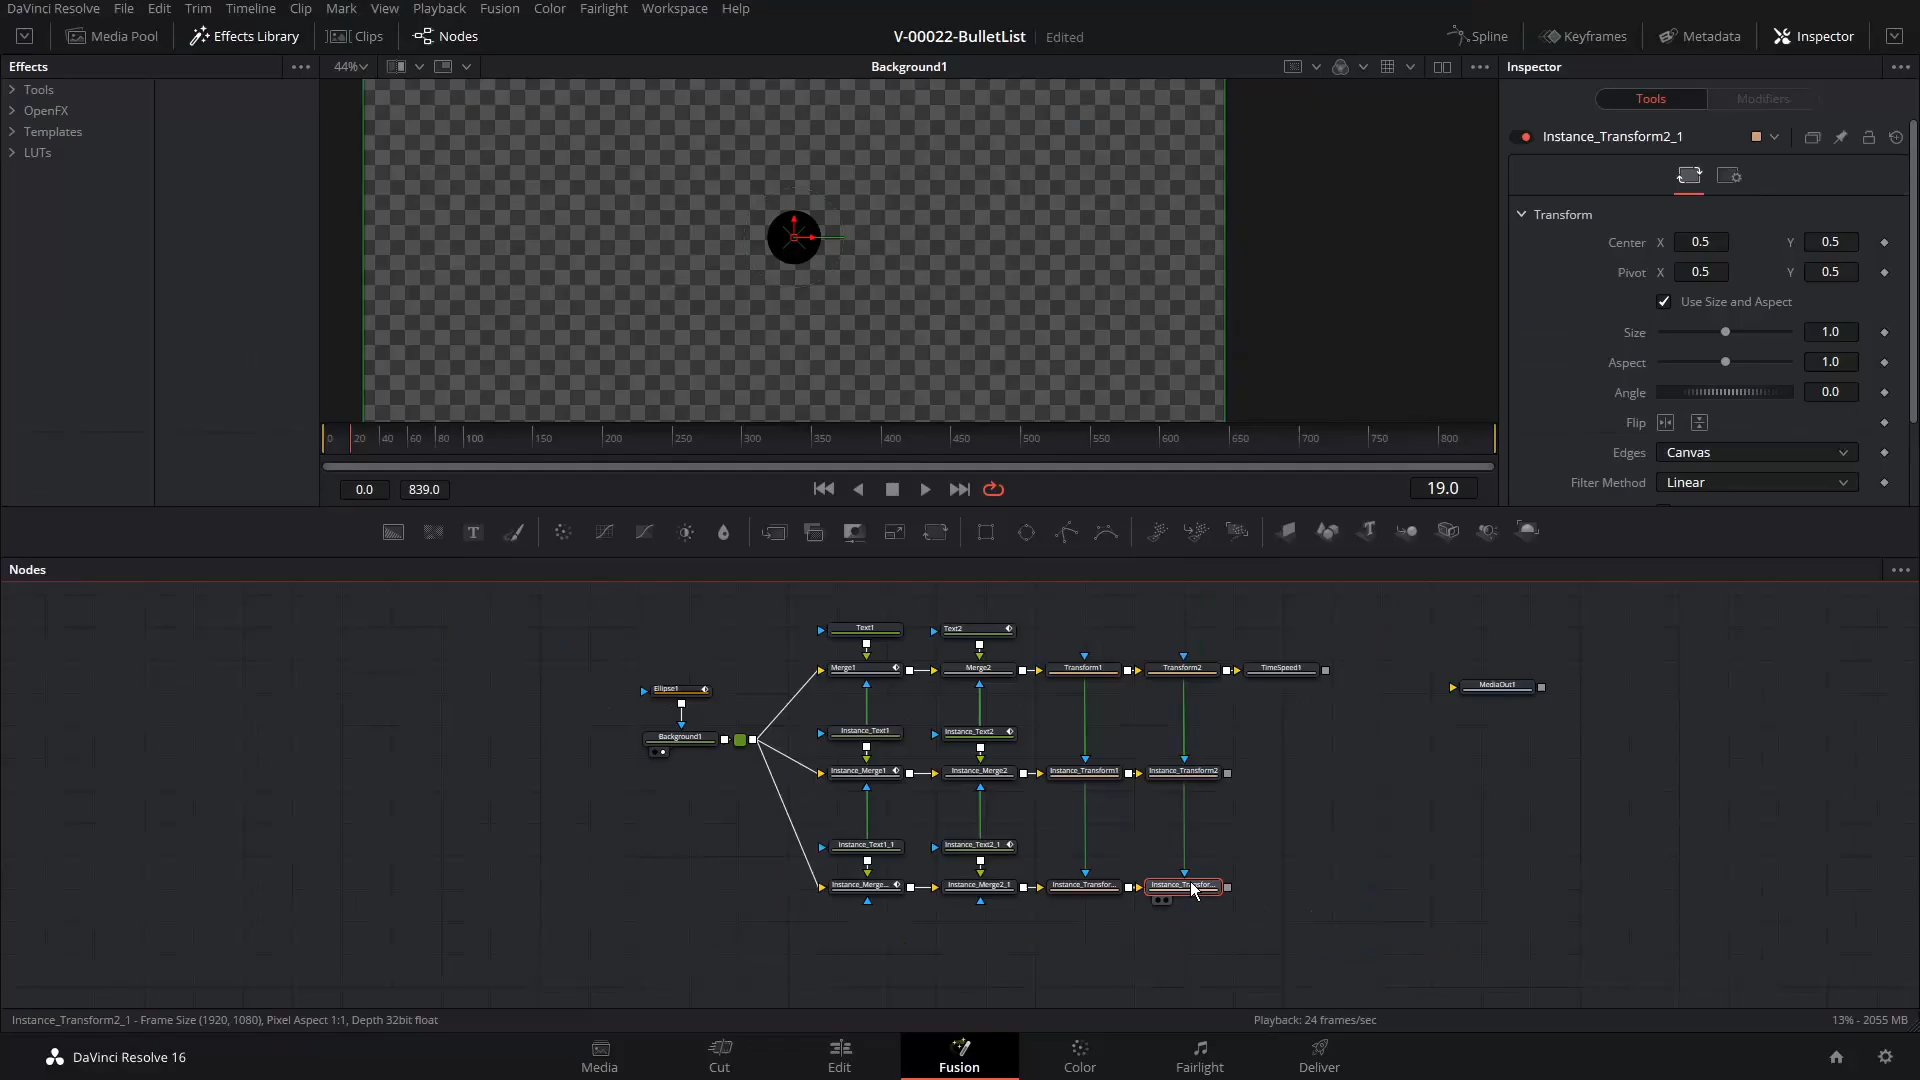 DaVinci Resolve File Edit Trim Timeline Clip Mark View Playback Fusion Color Fairlight Workspace Help
Media Pool Effects Library Clips Nodes V-00022-BulletList Edited Spline Keyframes Metadata Inspector
Effects 44% Background1 Inspector
Tools
OpenFX
Templates
LUTs
Tools Modifiers
Instance_Transform2_1
Transform
Center X 0.5 Y 0.5
Pivot X 0.5 Y 0.5
Use Size and Aspect
Size 1.0
Aspect 1.0
Angle 0.0
Flip
Edges Canvas
Filter Method Linear
0 20 40 60 80 100 150 200 250 300 350 400 450 500 550 600 650 700 750 800
0.0 839.0 19.0
Nodes
Text1 Text2
Merge1 Merge2 Transform1 Transform2 TimeSpeed1
Ellipse1 MediaOut1
Background1 Instance_Text1 Instance_Text2
Instance_Merge1 Instance_Merge2 Instance_Transform1 Instance_Transform2
Instance_Text1_1 Instance_Text2_1
Instance_Merge... Instance_Merge2_1 Instance_Transfor... Instance_Transfor...
Instance_Transform2_1 - Frame Size (1920, 1080), Pixel Aspect 1:1, Depth 32bit float Playback: 24 frames/sec 13% - 2055 MB
DaVinci Resolve 16 Media Cut Edit Fusion Color Fairlight Deliver